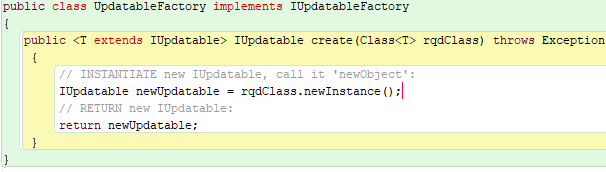 public class UpdatableFactory implements IUpdatableFactory
{
public <T extends IUpdatable> IUpdatable create(Class<T> rqdClass) throws Exception
{
// INSTANTIATE new IUpdatable, call it 'newObject':
IUpdatable newUpdatable = rqdClass.newInstance();
// RETURN new IUpdatable:
return newUpdatable;
}
}